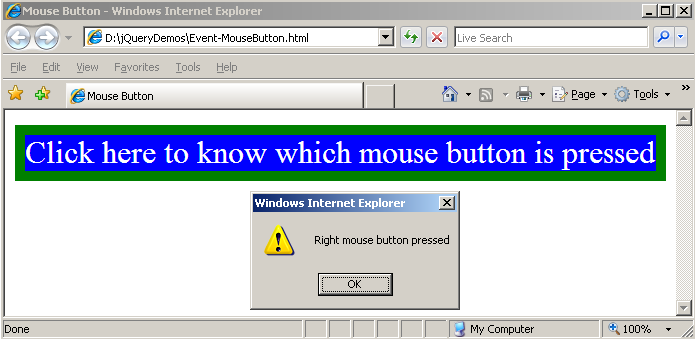 Mouse Button - Windows Internet Explorer
D:\jQueryDemos\Event-MouseButton.html
Live Search
File Edit View Favorites Tools Help
Mouse Button
Page
Tools
»
Click here to know which mouse button is pressed
Windows Internet Explorer
Right mouse button pressed
OK
Done
My Computer
100%